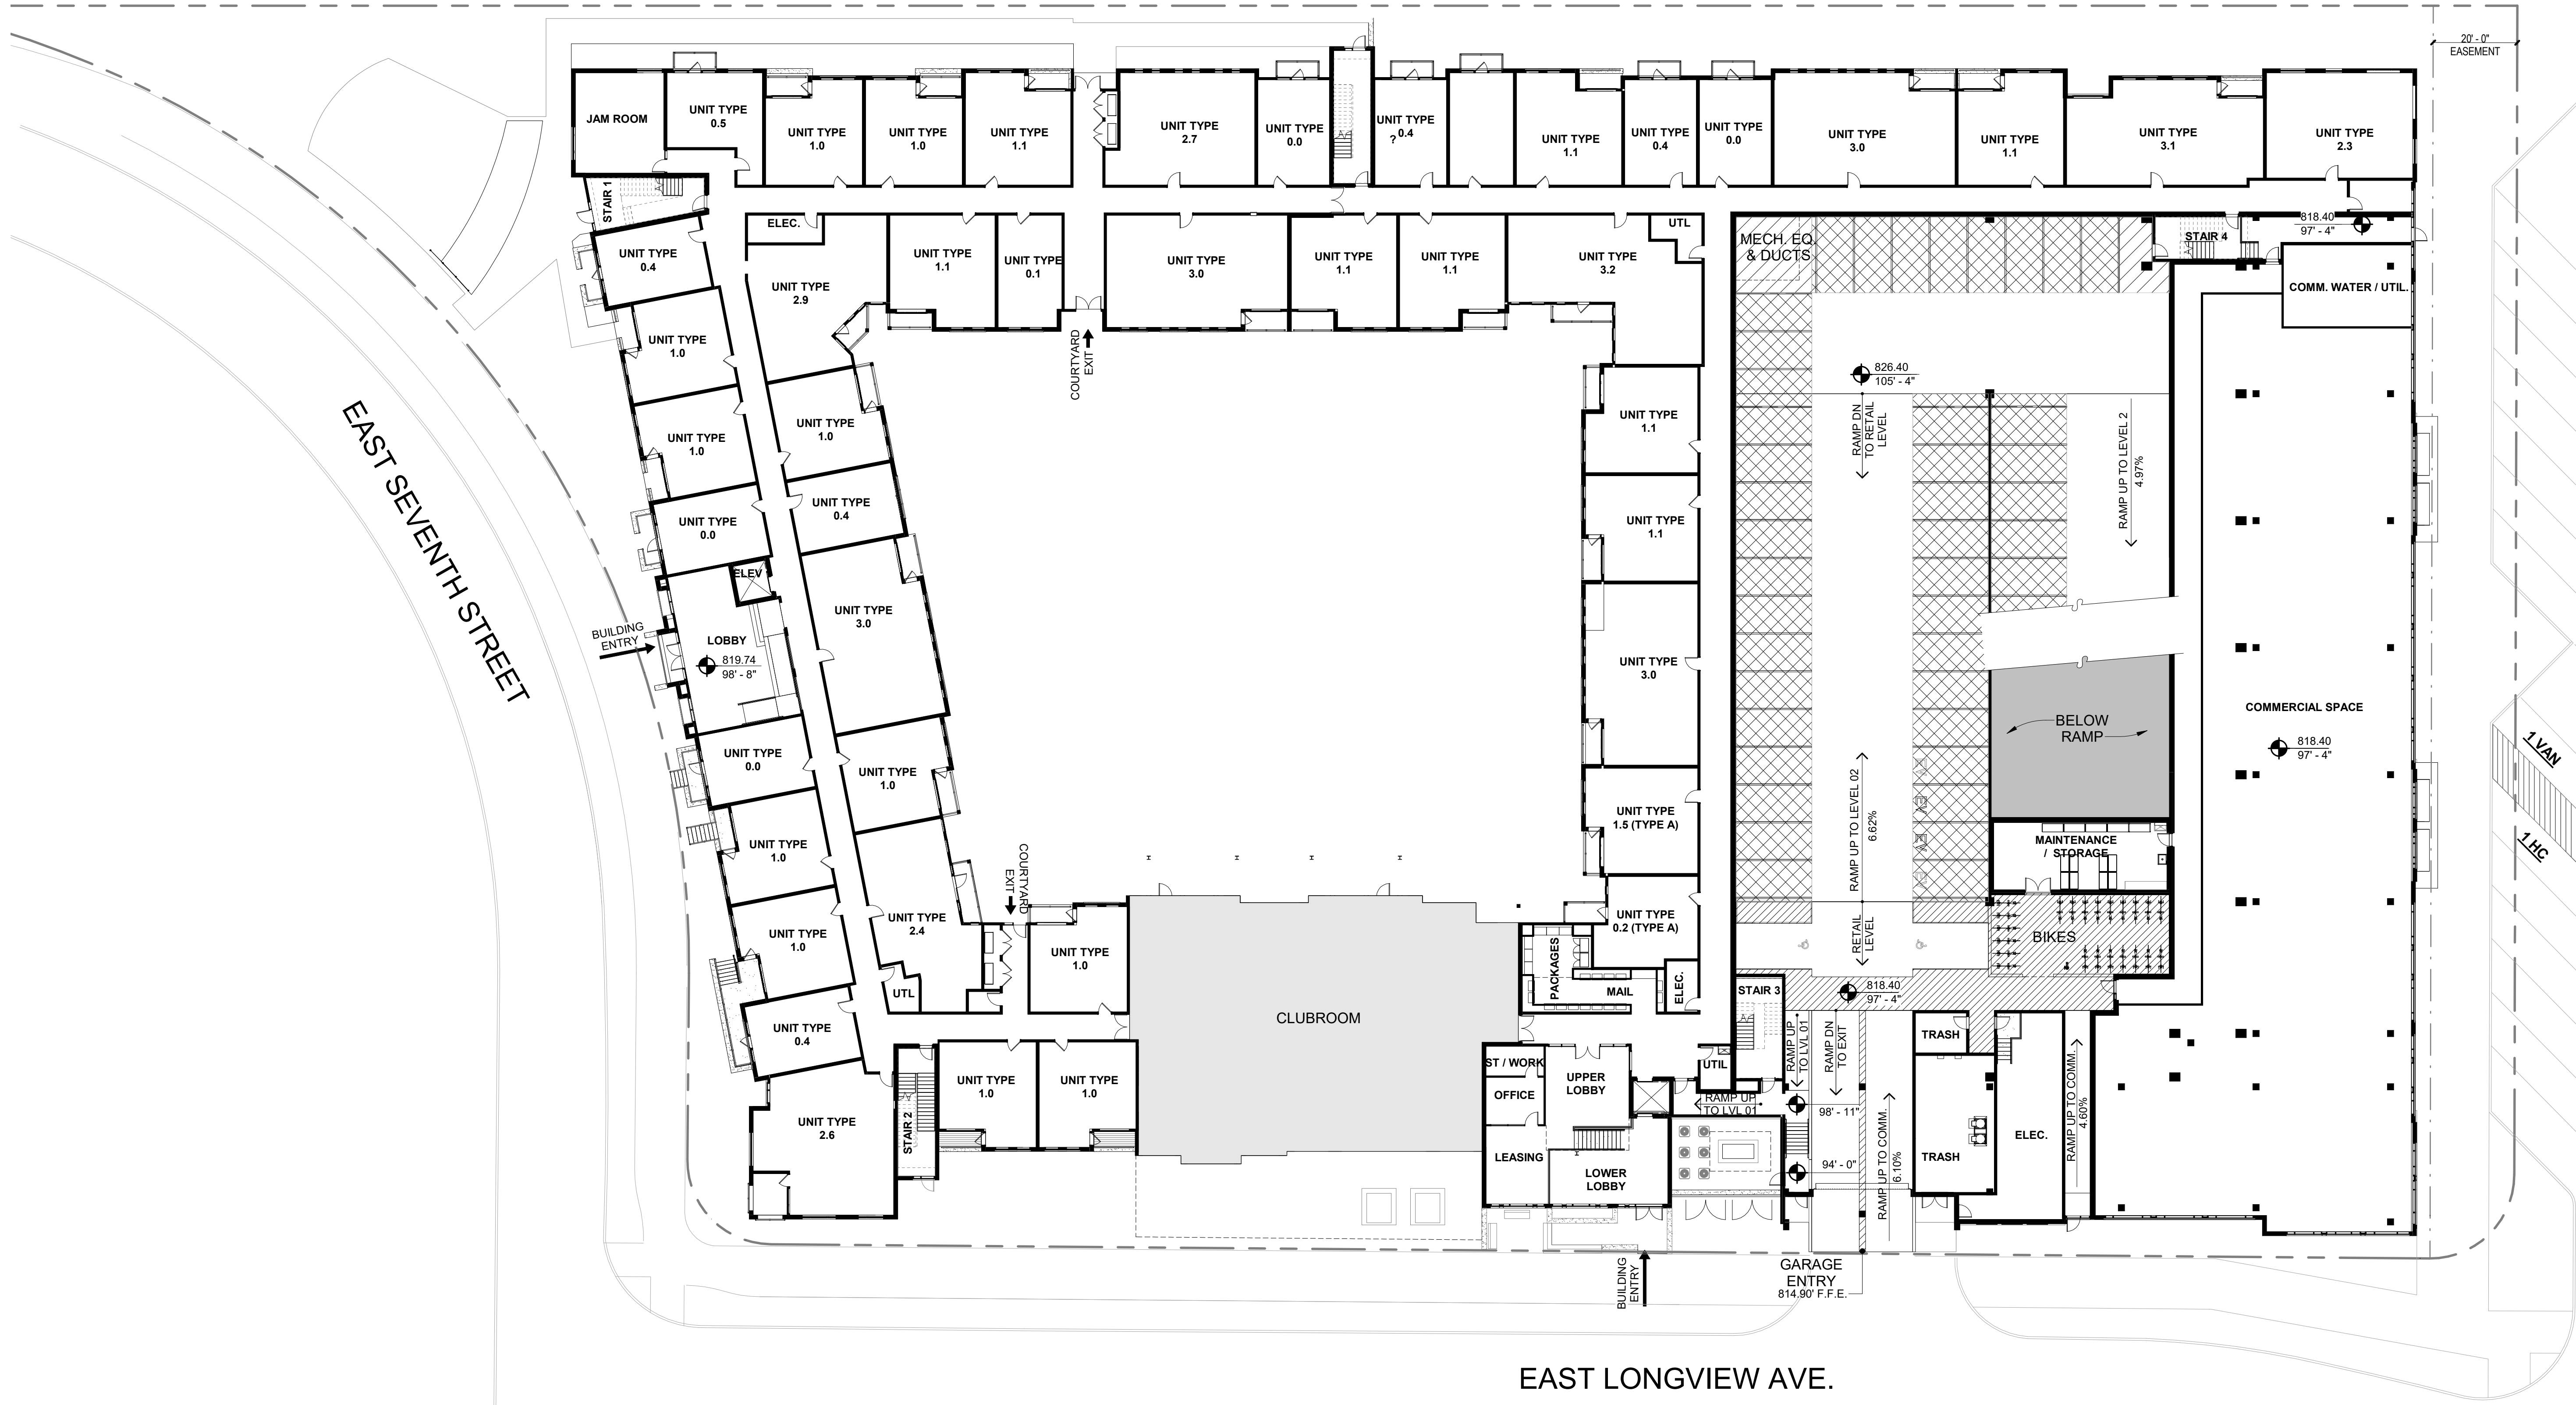 20' - 0"
EASEMENT
JAM ROOM
UNIT TYPE
0.5
UNIT TYPE
1.0
UNIT TYPE
1.0
UNIT TYPE
1.1
UNIT TYPE
2.7
UNIT TYPE
0.0
UNIT TYPE
0.4
?
UNIT TYPE
1.1
UNIT TYPE
0.4
UNIT TYPE
0.0
UNIT TYPE
3.0
UNIT TYPE
1.1
UNIT TYPE
3.1
UNIT TYPE
2.3
STAIR 1
ELEC.
UNIT TYPE
2.9
UNIT TYPE
1.1
UNIT TYPE
0.1
COURTYARD
EXIT
UNIT TYPE
3.0
UNIT TYPE
1.1
UNIT TYPE
1.1
UNIT TYPE
3.2
UTL
MECH. EQ.
& DUCTS
STAIR 4
818.40
97' - 4"
COMM. WATER / UTIL.
UNIT TYPE
0.4
UNIT TYPE
1.0
UNIT TYPE
1.0
UNIT TYPE
0.0
ELEV
LOBBY
819.74
98' - 8"
BUILDING
ENTRY
EAST SEVENTH STREET
UNIT TYPE
0.0
UNIT TYPE
1.0
UNIT TYPE
1.0
UNIT TYPE
0.4
UNIT TYPE
2.6
UNIT TYPE
1.0
UNIT TYPE
0.4
UNIT TYPE
3.0
UNIT TYPE
1.0
UNIT TYPE
2.4
UTL
COURTYARD
EXIT
UNIT TYPE
1.0
STAIR 2
UNIT TYPE
1.0
UNIT TYPE
1.0
CLUBROOM
UNIT TYPE
1.1
UNIT TYPE
1.1
UNIT TYPE
3.0
UNIT TYPE
1.5 (TYPE A)
UNIT TYPE
0.2 (TYPE A)
PACKAGES
MAIL
ELEC.
ST / WORK
OFFICE
LEASING
UPPER
LOBBY
LOWER
LOBBY
UTIL
RAMP UP
TO LVL 01
STAIR 3
826.40
105' - 4"
RAMP DN
TO RETAIL
LEVEL
RAMP UP TO LEVEL 2
4.97%
RAMP UP TO LEVEL 02
6.62%
EV
EV
EV
EV
BELOW
RAMP
MAINTENANCE
/ STORAGE
BIKES
RETAIL
LEVEL
818.40
97' - 4"
RAMP UP
TO LVL 01
RAMP DN
TO EXIT
98' - 11"
94' - 0"
RAMP UP TO COMM.
6.10%
TRASH
TRASH
ELEC.
RAMP UP TO COMM.
4.60%
COMMERCIAL SPACE
818.40
97' - 4"
1 VAN
1 HC
BUILDING
ENTRY
GARAGE
ENTRY
814.90' F.F.E.
EAST LONGVIEW AVE.